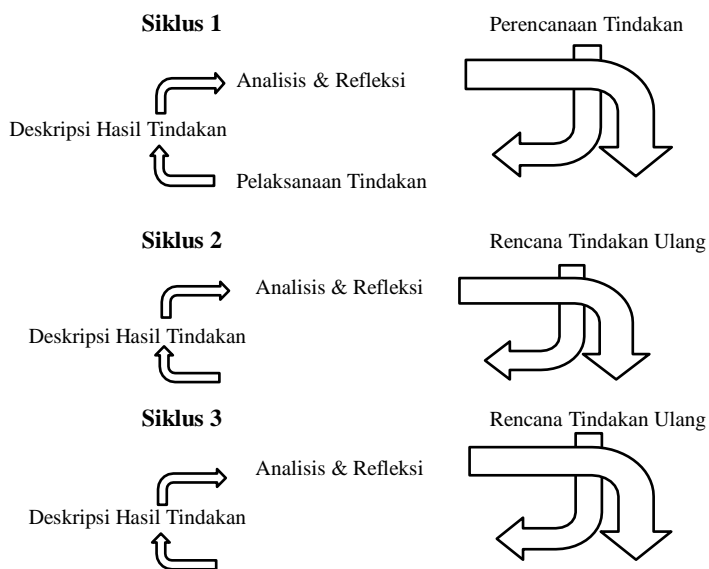 Siklus 1
Perencanaan Tindakan
Analisis & Refleksi
Deskripsi Hasil Tindakan
Pelaksanaan Tindakan
Siklus 2
Rencana Tindakan Ulang
Analisis & Refleksi
Deskripsi Hasil Tindakan
Siklus 3
Rencana Tindakan Ulang
Analisis & Refleksi
Deskripsi Hasil Tindakan